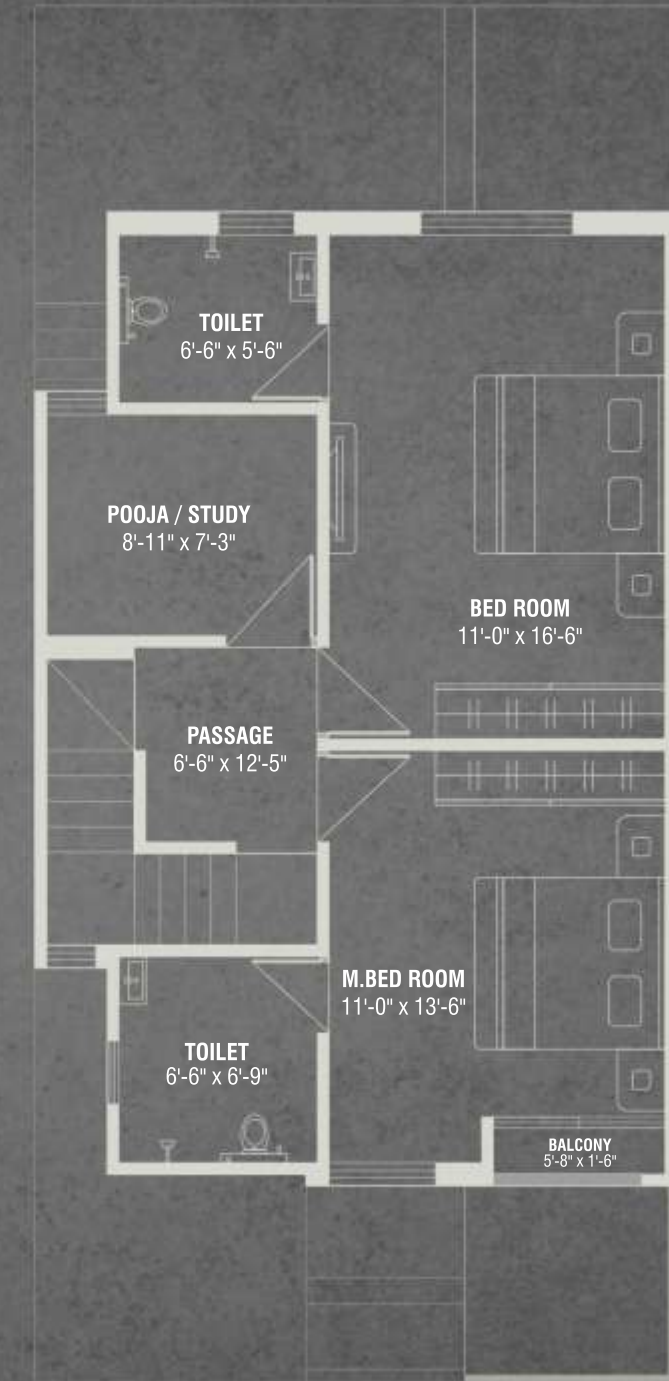 TOILET
6'-6" x 5'-6"
POOJA / STUDY
8'-11" x 7'-3"
BED ROOM
11'-0" x 16'-6"
PASSAGE
6'-6" x 12'-5"
M.BED ROOM
11'-0" x 13'-6"
TOILET
6'-6" x 6'-9"
BALCONY
5'-8" x 1'-6"